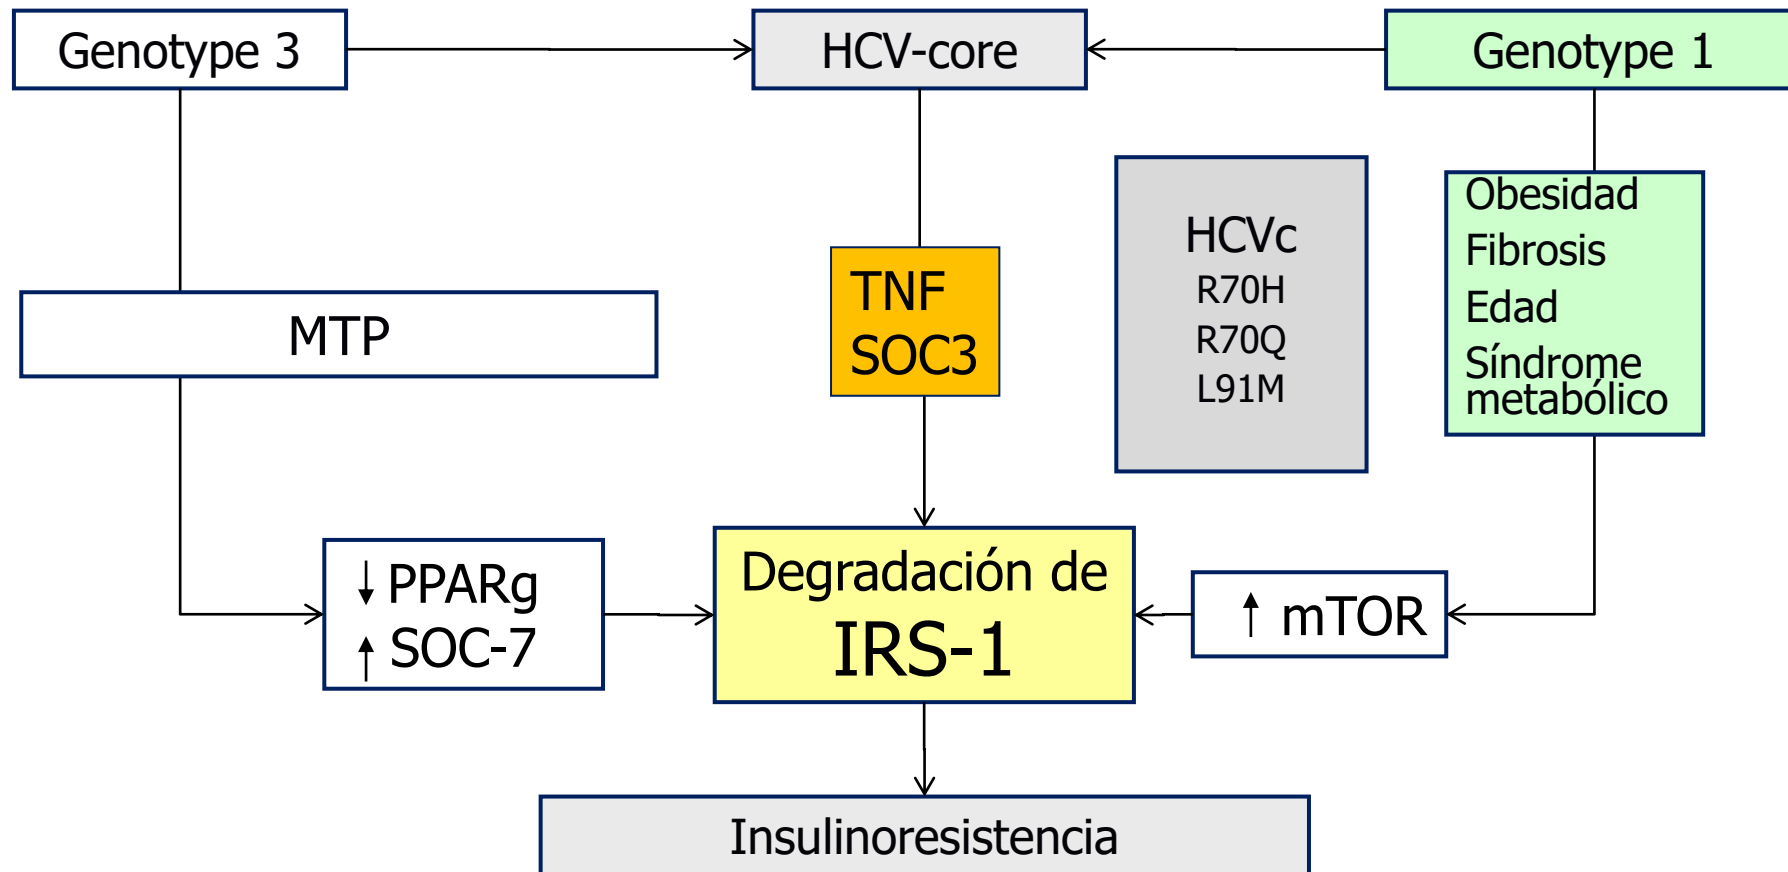 Genotype 3
HCV-core
Genotype 1
HCVc
R70H
R70Q
L91M
Obesidad
Fibrosis
Edad
Síndrome
metabólico
TNF
SOC3
MTP
↓ PPARg
↑ SOC-7
Degradación de
IRS-1
↑ mTOR
Insulinoresistencia